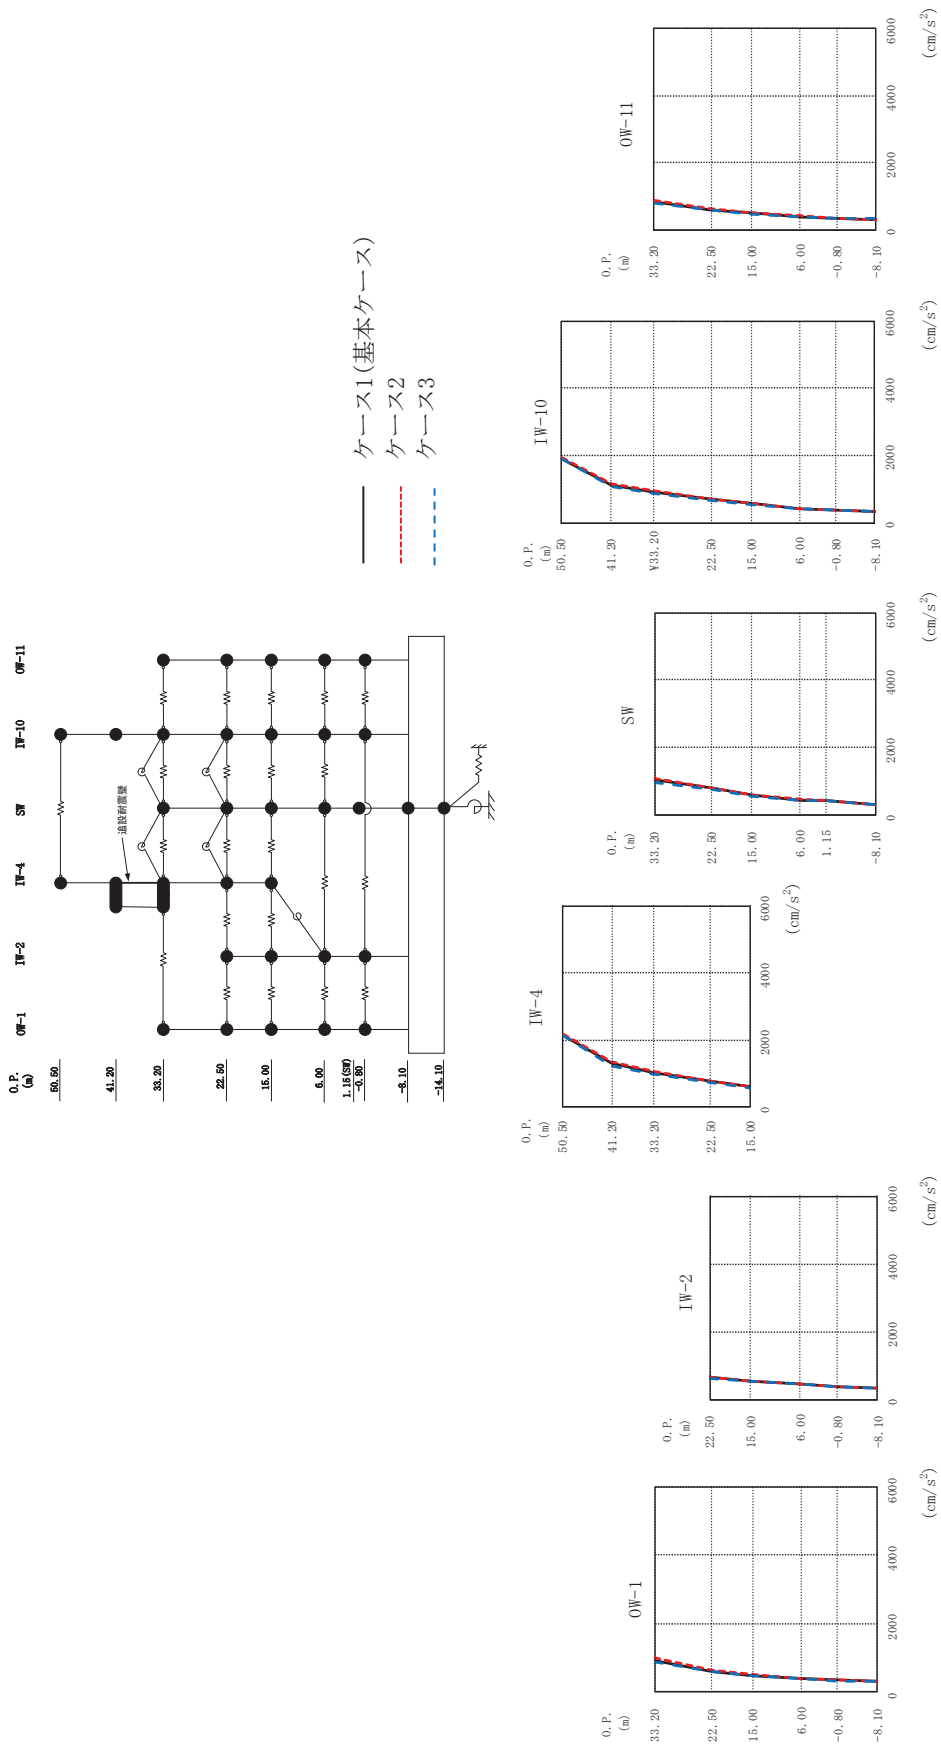 OW-1
IW-2
IW-4
SW
IW-10
OW-11
O.P.
(m)
50.50
41.20
33.20
22.50
15.00
6.00
1.15(SW)
-0.80
-8.10
-14.10
追設耐震壁
ケース1(基本ケース)
ケース2
ケース3
OW-1
O.P.
(m)
33.20
22.50
15.00
6.00
-0.80
-8.10
0
2000
4000
6000
(cm/s²)
IW-2
O.P.
(m)
22.50
15.00
6.00
-0.80
-8.10
0
2000
4000
6000
(cm/s²)
IW-4
O.P.
(m)
50.50
41.20
33.20
22.50
15.00
0
2000
4000
6000
(cm/s²)
SW
O.P.
(m)
33.20
22.50
15.00
6.00
1.15
-8.10
0
2000
4000
6000
(cm/s²)
IW-10
O.P.
(m)
50.50
41.20
¥33.20
22.50
15.00
6.00
-0.80
-8.10
0
2000
4000
6000
(cm/s²)
OW-11
O.P.
(m)
33.20
22.50
15.00
6.00
-0.80
-8.10
0
2000
4000
6000
(cm/s²)